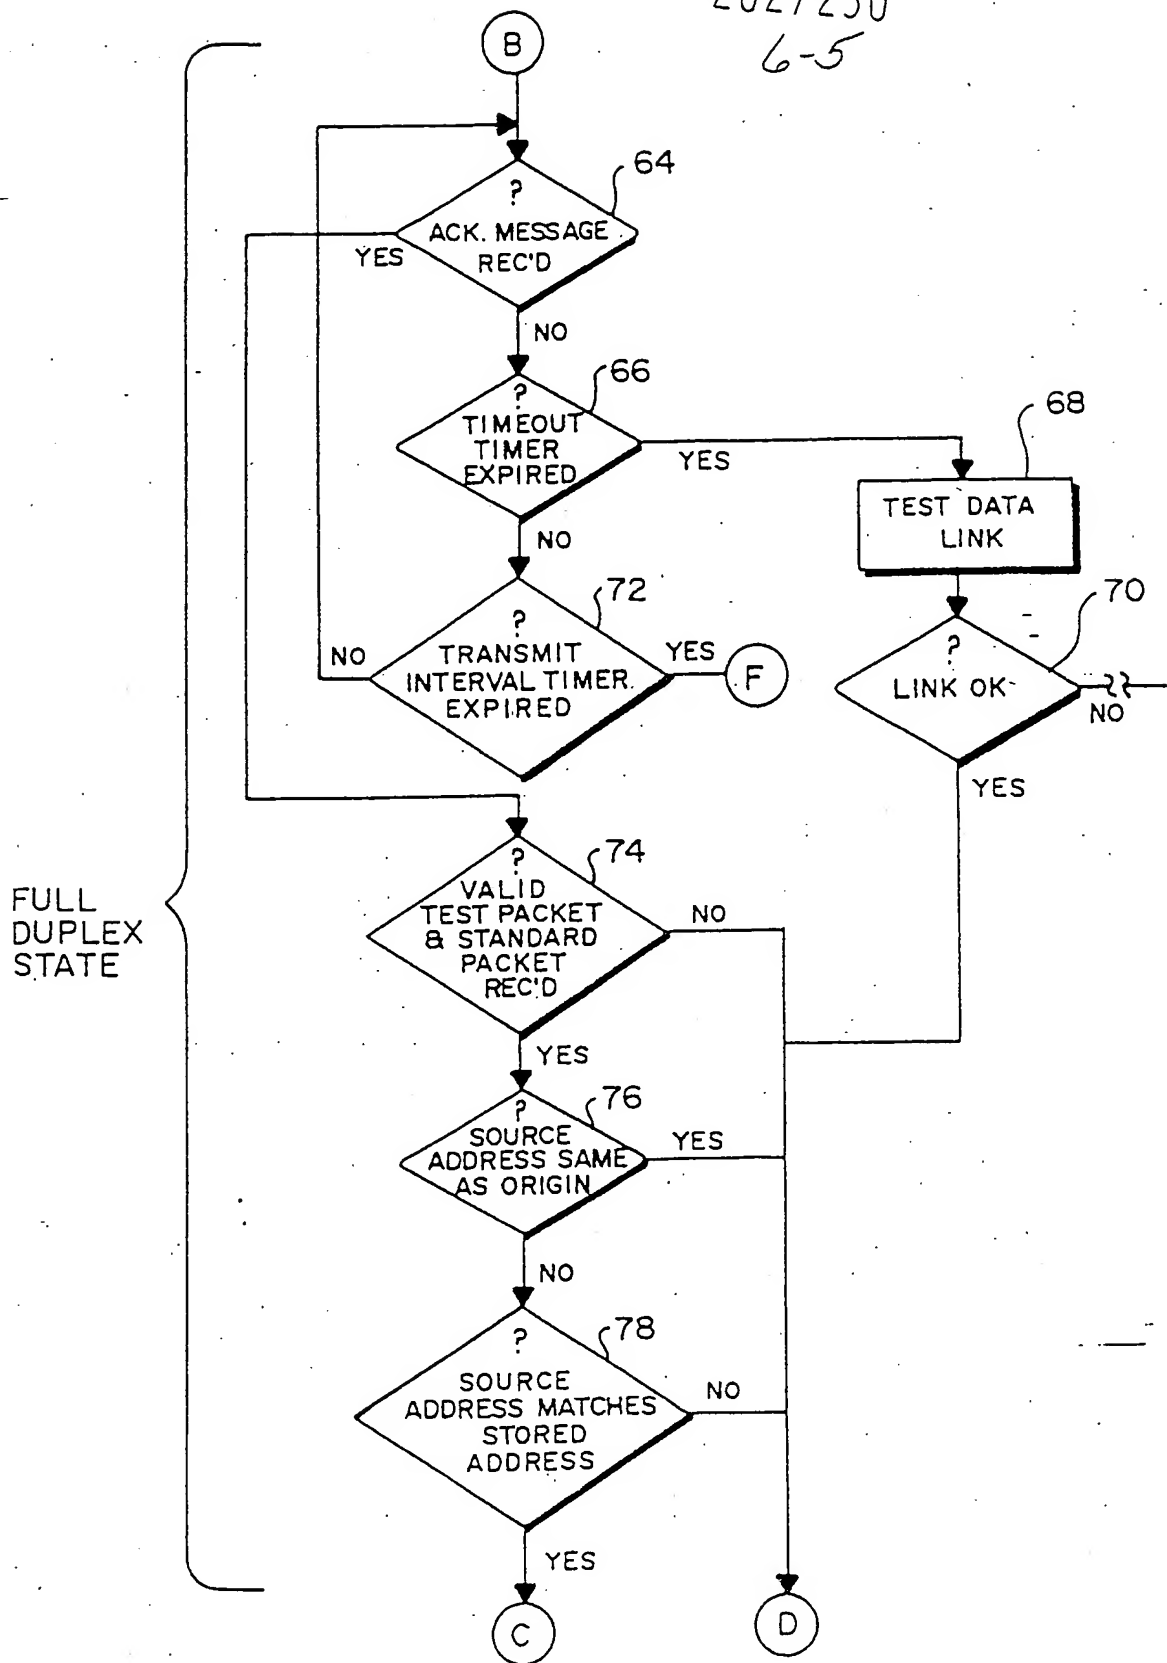 2027230
6-5
B
64
?
ACK. MESSAGE
REC'D
YES
NO
66
?
TIMEOUT
TIMER
EXPIRED
YES
68
TEST DATA
LINK
NO
72
?
TRANSMIT
INTERVAL TIMER
EXPIRED
NO
YES
F
70
?
LINK OK
NO
YES
74
?
VALID
TEST PACKET
& STANDARD
PACKET
REC'D
NO
FULL
DUPLEX
STATE
YES
76
?
SOURCE
ADDRESS SAME
AS ORIGIN
YES
NO
78
?
SOURCE
ADDRESS MATCHES
STORED
ADDRESS
NO
YES
C
D